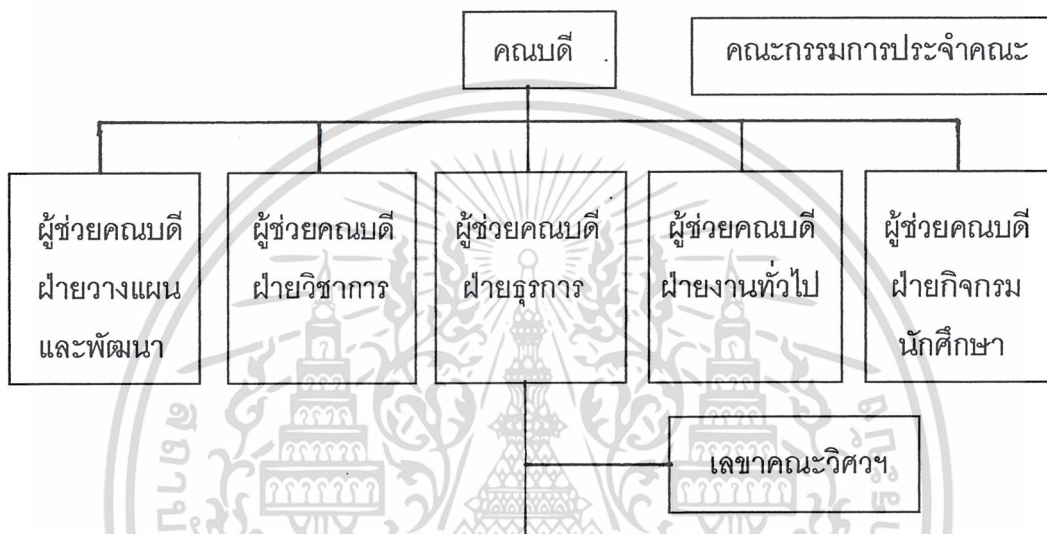 คณบดี
คณะกรรมการประจำคณะ
ผู้ช่วยคณบดี
ฝ่ายวางแผน
และพัฒนา
ผู้ช่วยคณบดี
ฝ่ายวิชาการ
ผู้ช่วยคณบดี
ฝ่ายธุรการ
ผู้ช่วยคณบดี
ฝ่ายงานทั่วไป
ผู้ช่วยคณบดี
ฝ่ายกิจกรม
นักศึกษา
เลขาคณะวิศวฯ